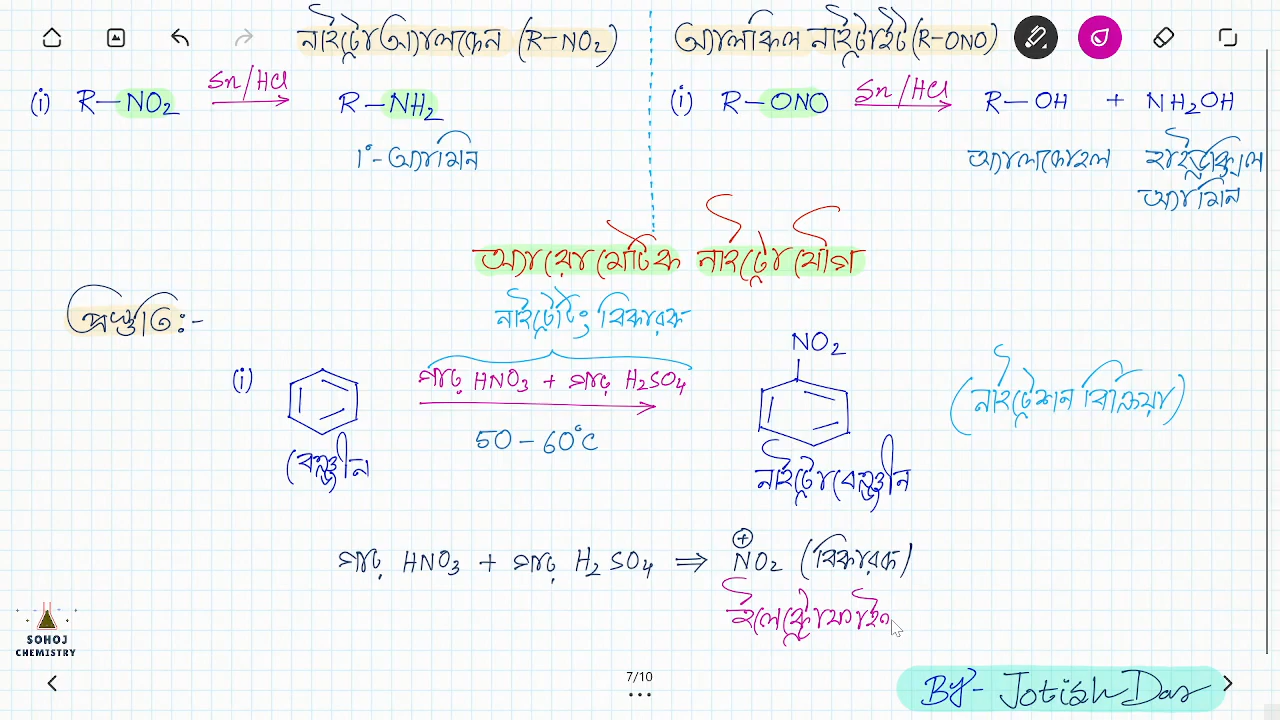 নাইট্রোঅ্যালকেন (R-NO₂)
অ্যালকিল নাইট্রাইট (R-ONO)
(i) R-NO₂ Sn/HCl R-NH₂
1°-অ্যামিন
(i) R-ONO Sn/HCl R-OH + NH₂OH
অ্যালকোহল হাইড্রক্সিল
অ্যামিন
অ্যারোমেটিক নাইট্রোযৌগ
প্রস্তুতিঃ-
নাইট্রেটিং বিকারক
(i) গাঢ় HNO₃ + গাঢ় H₂SO₄
50-60°C
NO₂
(নাইট্রেশন বিক্রিয়া)
বেঞ্জীন
নাইট্রোবেঞ্জীন
গাঢ় HNO₃ + গাঢ় H₂SO₄ ⇒ N⊕O₂ (বিকারক)
ইলেক্ট্রোফাইল
SOHOJ
CHEMISTRY
7/10
By- Jotish Das